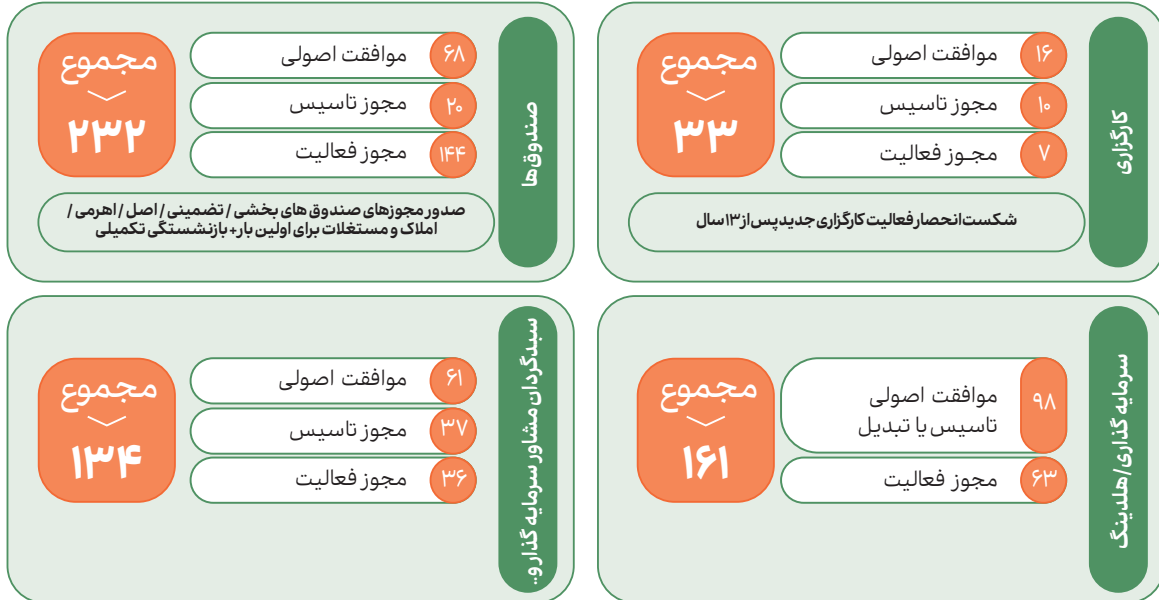 کارگزاری
۱۶ موافقت اصولی
۱۰ مجوز تاسیس
۷ مجـوز فعالیت
مجموع
۳۳
شکست انحصار فعالیت کارگزاری جدید پس از ۱۳ سال
صندوق‌ها
۶۸ موافقت اصولی
۲۰ مجوز تاسیس
۱۴۴ مجوز فعالیت
مجموع
۲۳۲
صدور مجوزهای صندوق های بخشی / تضمینی / اصل / اهرمی /
املاک و مستغلات برای اولین بار + بازنشستگی تکمیلی
سرمایه گذاری/هلدینگ
۹۸ موافقت اصولی
تاسیس یا تبدیل
۶۳ مجوز فعالیت
مجموع
۱۶۱
سبدگردان مشاور سرمایه گذار و..
۶۱ موافقت اصولی
۳۷ مجوز تاسیس
۳۶ مجوز فعالیت
مجموع
۱۳۴